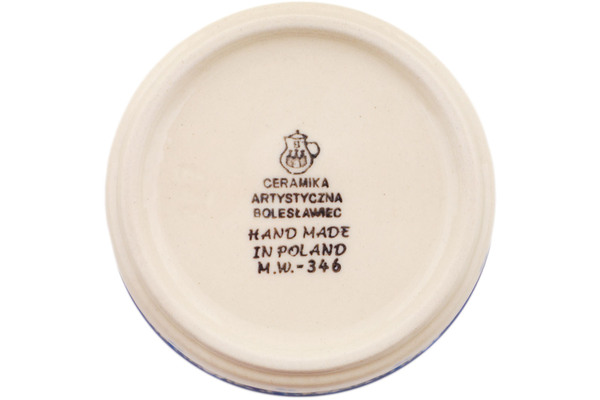 CERAMIKA
ARTYSTYCZNA
BOLESŁAWIEC
HAND MADE
IN POLAND
M.W.-346